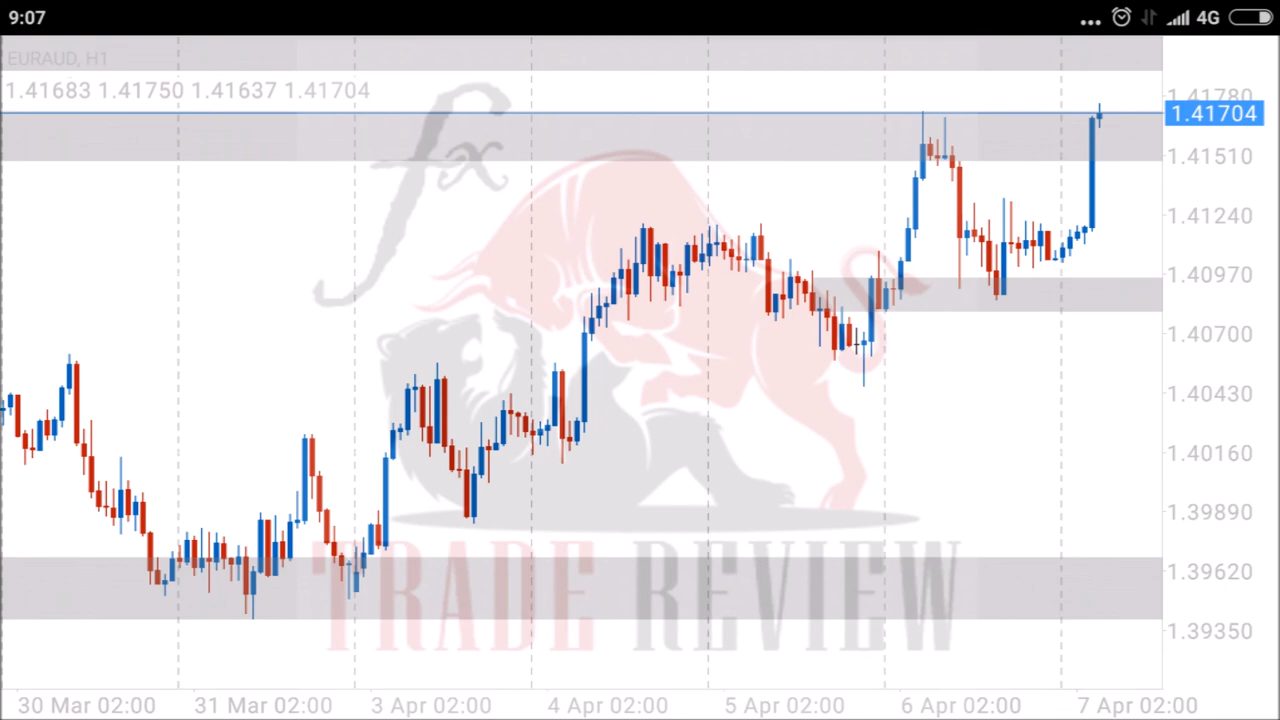 9:07
... 4G
EURAUD, H1
1.41683 1.41750 1.41637 1.41704
1.41780
1.41704
1.41510
1.41240
1.40970
1.40700
1.40430
1.40160
1.39890
1.39620
1.39350
fx
TRADE REVIEW
30 Mar 02:00 31 Mar 02:00 3 Apr 02:00 4 Apr 02:00 5 Apr 02:00 6 Apr 02:00 7 Apr 02:00